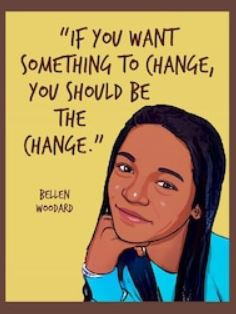 "IF YOU WANT
SOMETHING TO CHANGE,
YOU SHOULD BE
THE
CHANGE."
BELLEN
WOODARD